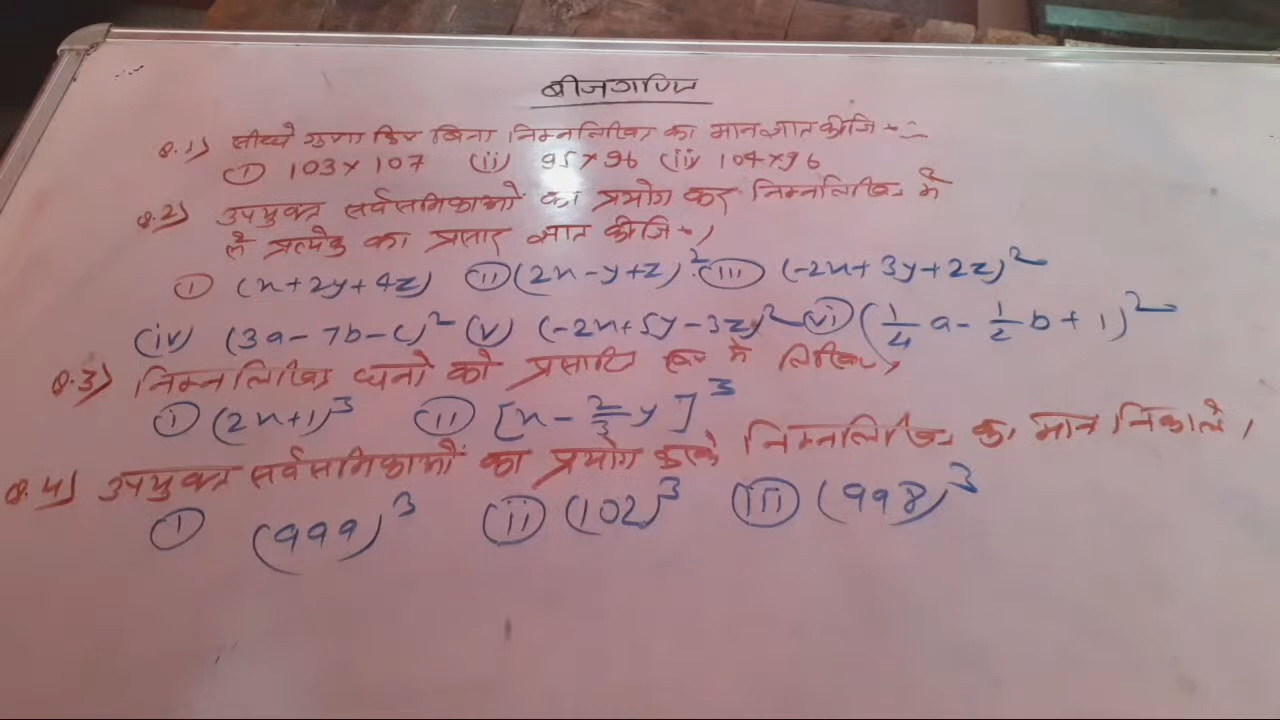 बीजगणित
Q.1) सीधे गुणा किए बिना निम्नलिखित का मान ज्ञात कीजिए :-
(i) 103 × 107 (ii) 95 × 96 (iii) 104 × 96
Q.2) उपयुक्त सर्वसमिकाओं का प्रयोग कर निम्नलिखित में
से प्रत्येक का प्रसार ज्ञात कीजिए,
(i) (x+2y+4z) (ii) (2x-y+z)² (iii) (-2x+3y+2z)²
(iv) (3a-7b-c)² (v) (-2x+5y-3z)² (vi) (1/4 a - 1/2 b + 1)²
Q.3) निम्नलिखित घनो को प्रसारित रूप में लिखिए,
(i) (2x+1)³ (ii) [x - 2/3 y]³
Q.4) उपयुक्त सर्वसमिकाओं का प्रयोग करके निम्नलिखित का मान निकाले,
(i) (999)³ (ii) (102)³ (iii) (998)³